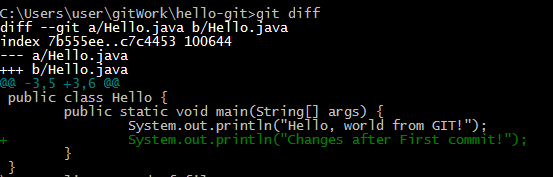 C:\Users\user\gitWork\hello-git>git diff
diff --git a/Hello.java b/Hello.java
index 7b555ee..c7c4453 100644
--- a/Hello.java
+++ b/Hello.java
@@ -3,5 +3,6 @@
 public class Hello {
        public static void main(String[] args) {
                System.out.println("Hello, world from GIT!");
+               System.out.println("Changes after First commit!");
        }
 }